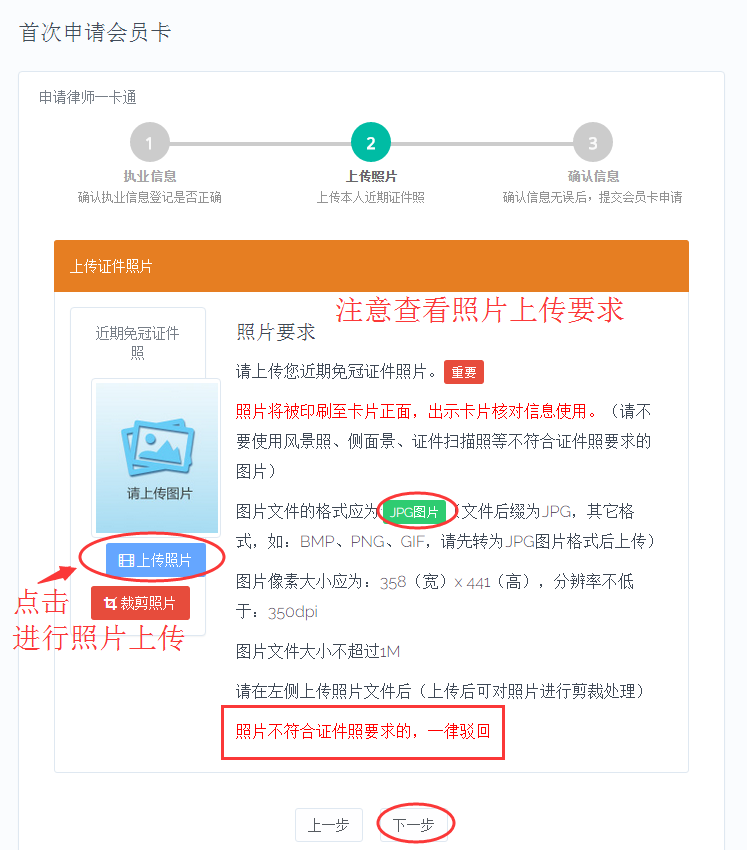 首次申请会员卡
申请律师一卡通
1
2
3
执业信息
上传照片
确认信息
确认执业信息登记是否正确
上传本人近期证件照
确认信息无误后，提交会员卡申请
上传证件照片
注意查看照片上传要求
近期免冠证件
照
请上传图片
上传照片
裁剪照片
点击
进行照片上传
照片要求
请上传您近期免冠证件照片。 重要
照片将被印刷至卡片正面，出示卡片核对信息使用。（请不
要使用风景照、侧面景、证件扫描照等不符合证件照要求的
图片）
图片文件的格式应为 JPG图片（文件后缀为JPG，其它格
式，如：BMP、PNG、GIF，请先转为JPG图片格式后上传）
图片像素大小应为：358（宽）x 441（高），分辨率不低
于：350dpi
图片文件大小不超过1M
请在左侧上传照片文件后（上传后可对照片进行剪裁处理）
照片不符合证件照要求的，一律驳回
上一步
下一步